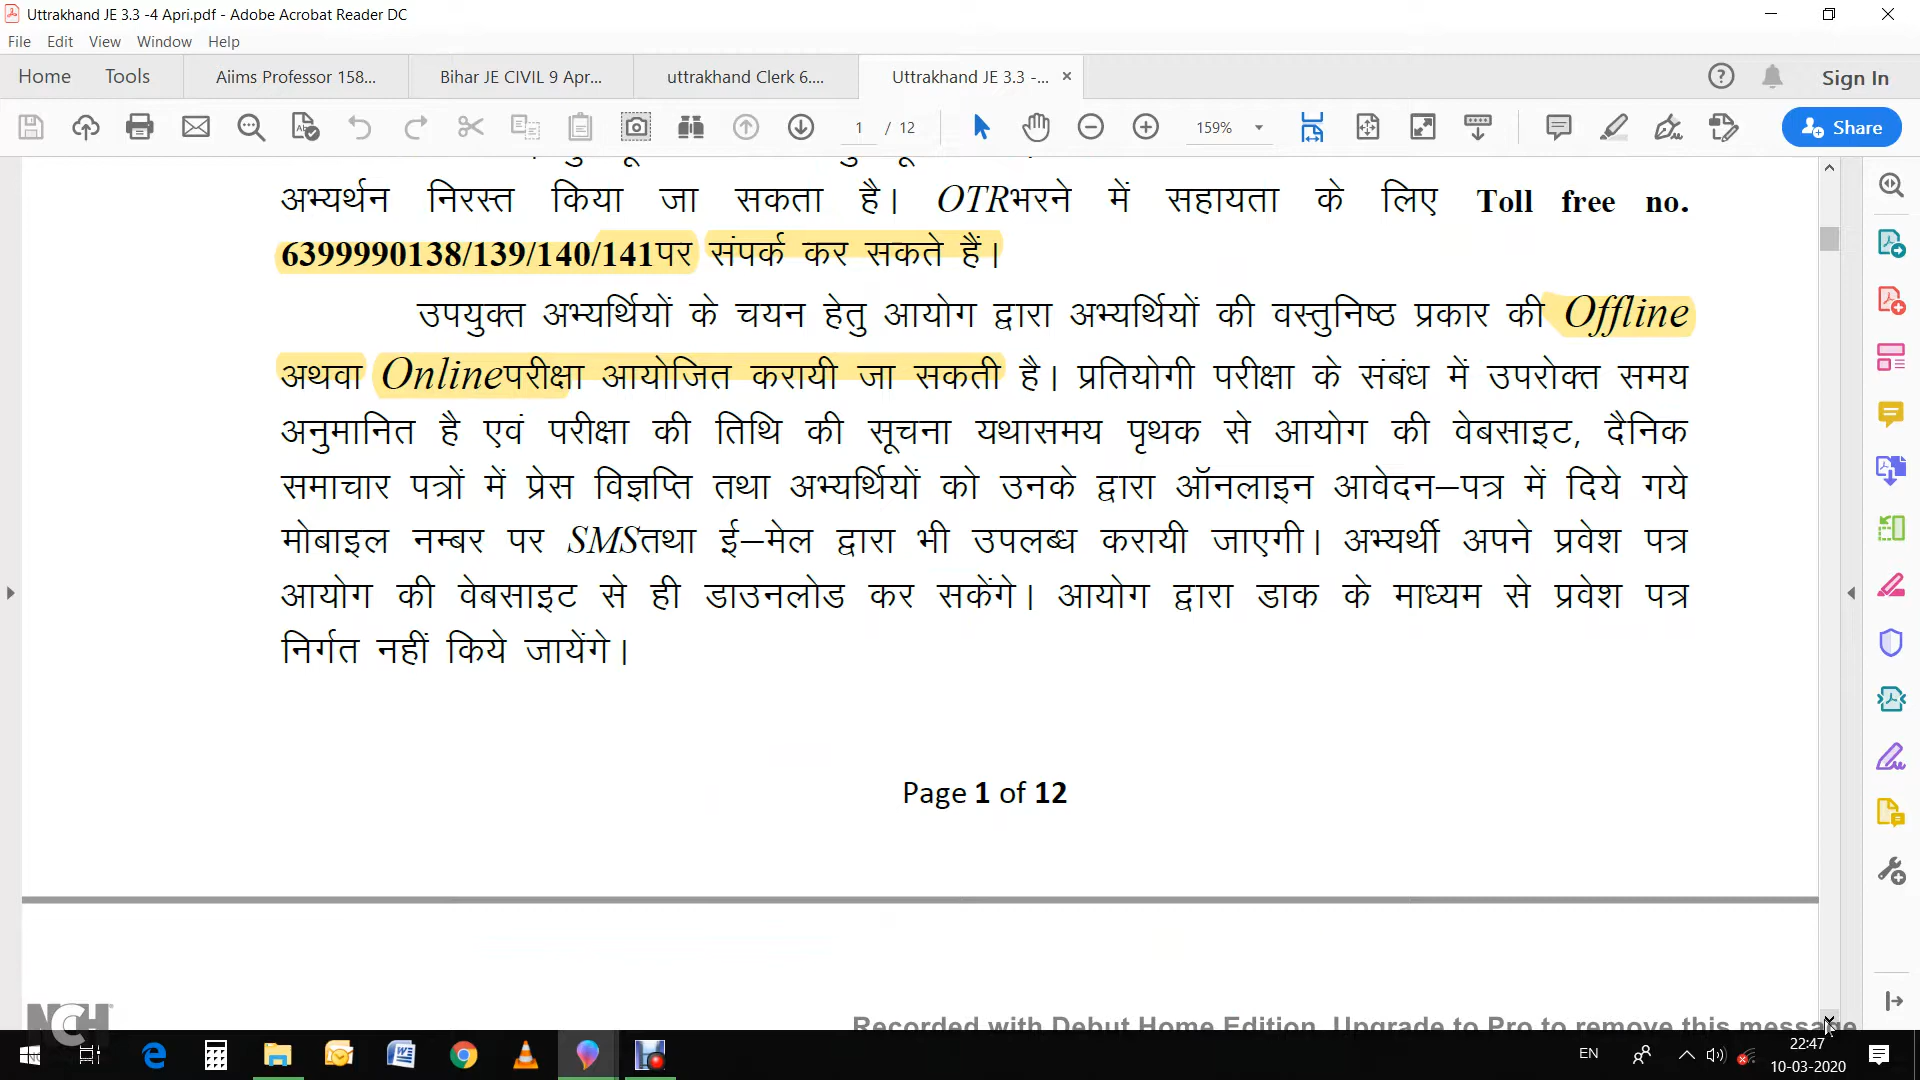 Uttrakhand JE 3.3 -4 Apri.pdf - Adobe Acrobat Reader DC
File Edit View Window Help
Home Tools Aiims Professor 158... Bihar JE CIVIL 9 Apr... uttrakhand Clerk 6.... Uttrakhand JE 3.3 -... Sign In
1 / 12 159% Share
अभ्यर्थन निरस्त किया जा सकता है। OTRभरने में सहायता के लिए Toll free no.
6399990138/139/140/141पर संपर्क कर सकते हैं।
उपयुक्त अभ्यर्थियों के चयन हेतु आयोग द्वारा अभ्यर्थियों की वस्तुनिष्ठ प्रकार की Offline
अथवा Onlineपरीक्षा आयोजित करायी जा सकती है। प्रतियोगी परीक्षा के संबंध में उपरोक्त समय
अनुमानित है एवं परीक्षा की तिथि की सूचना यथासमय पृथक से आयोग की वेबसाइट, दैनिक
समाचार पत्रों में प्रेस विज्ञप्ति तथा अभ्यर्थियों को उनके द्वारा ऑनलाइन आवेदन–पत्र में दिये गये
मोबाइल नम्बर पर SMSतथा ई–मेल द्वारा भी उपलब्ध करायी जाएगी। अभ्यर्थी अपने प्रवेश पत्र
आयोग की वेबसाइट से ही डाउनलोड कर सकेंगे। आयोग द्वारा डाक के माध्यम से प्रवेश पत्र
निर्गत नहीं किये जायेंगे।
Page 1 of 12
NCH
Recorded with Debut Home Edition. Upgrade to Pro to remove this message
EN 22:47
10-03-2020